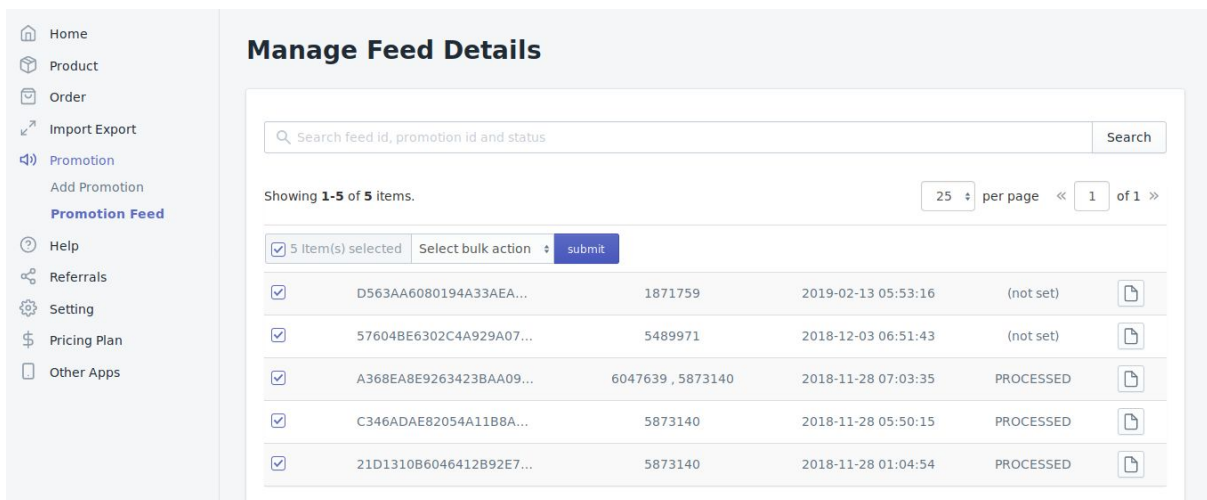 Home
Product
Order
Import Export
Promotion
Add Promotion
Promotion Feed
Help
Referrals
Setting
Pricing Plan
Other Apps
Manage Feed Details
Search feed id, promotion id and status
Search
Showing 1-5 of 5 items.
25 per page « 1 of 1 »
5 Item(s) selected Select bulk action submit
D563AA6080194A33AEA... 1871759 2019-02-13 05:53:16 (not set)
57604BE6302C4A929A07... 5489971 2018-12-03 06:51:43 (not set)
A368EA8E9263423BAA09... 6047639 , 5873140 2018-11-28 07:03:35 PROCESSED
C346ADAE82054A11B8A... 5873140 2018-11-28 05:50:15 PROCESSED
21D1310B6046412B92E7... 5873140 2018-11-28 01:04:54 PROCESSED